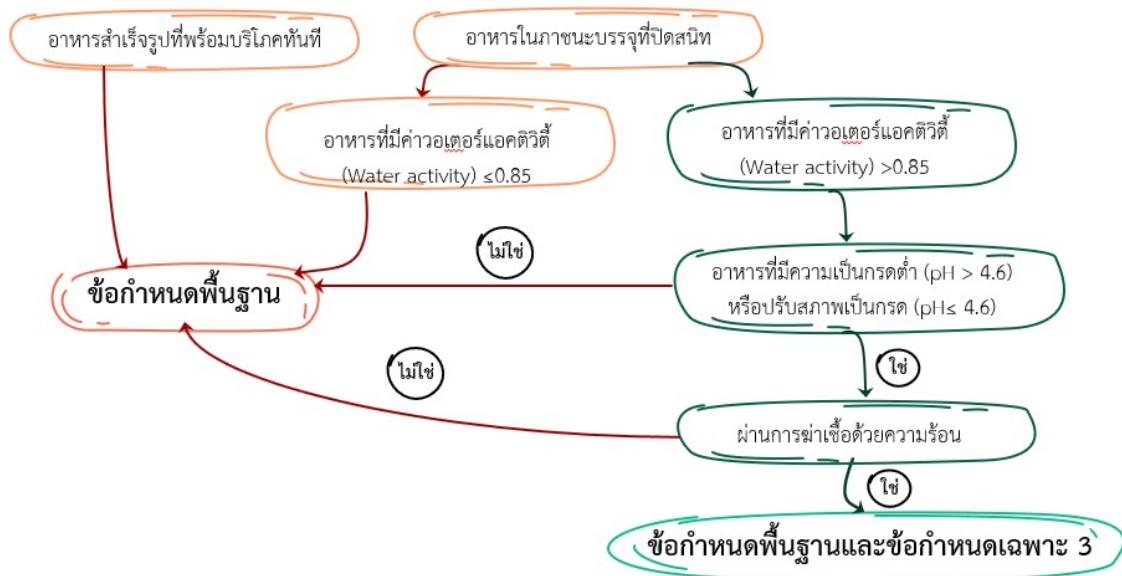 อาหารสำเร็จรูปที่พร้อมบริโภคทันที
อาหารในภาชนะบรรจุที่ปิดสนิท
อาหารที่มีค่าวอเตอร์แอคติวิตี้
(Water activity) ≤0.85
อาหารที่มีค่าวอเตอร์แอคติวิตี้
(Water activity) >0.85
ไม่ใช่
ข้อกำหนดพื้นฐาน
อาหารที่มีความเป็นกรดต่ำ (pH > 4.6)
หรือปรับสภาพเป็นกรด (pH≤ 4.6)
ไม่ใช่
ใช่
ผ่านการฆ่าเชื้อด้วยความร้อน
ใช่
ข้อกำหนดพื้นฐานและข้อกำหนดเฉพาะ 3